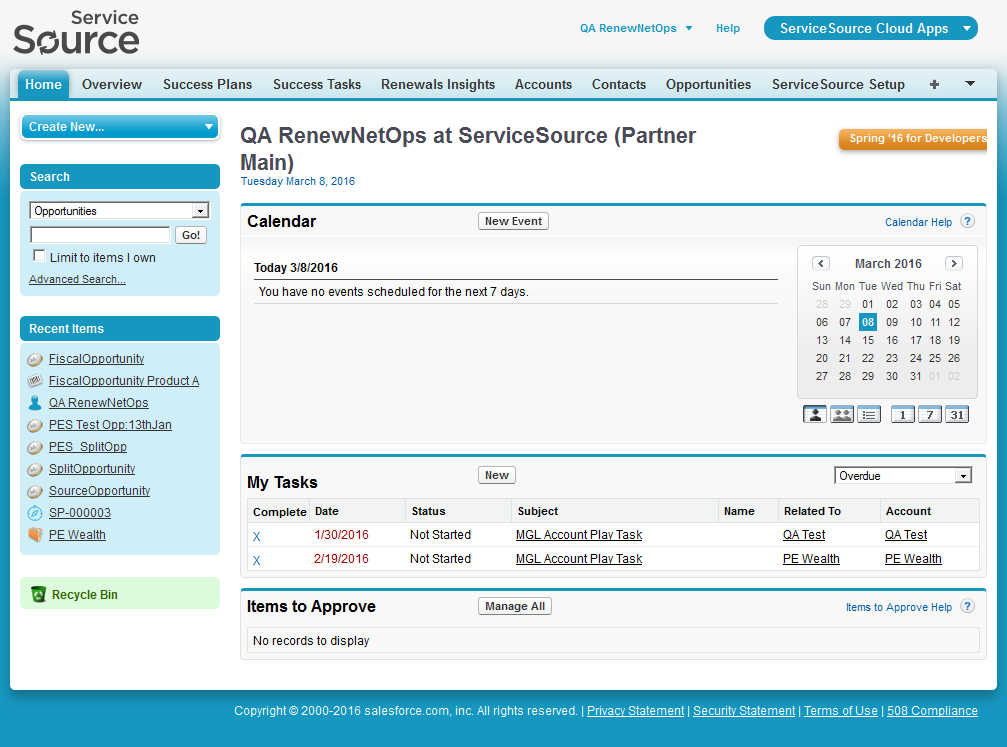 Service
Source
QA RenewNetOps
Help
ServiceSource Cloud Apps
Home Overview Success Plans Success Tasks Renewals Insights Accounts Contacts Opportunities ServiceSource Setup +
Create New...
Search
Opportunities
Go!
Limit to items I own
Advanced Search...
Recent Items
FiscalOpportunity
FiscalOpportunity Product A
QA RenewNetOps
PES Test Opp:13thJan
PES_SplitOpp
SplitOpportunity
SourceOpportunity
SP-000003
PE Wealth
Recycle Bin
QA RenewNetOps at ServiceSource (Partner
Main)
Tuesday March 8, 2016
Spring '16 for Developers
Calendar
New Event
Calendar Help ?
Today 3/8/2016
You have no events scheduled for the next 7 days.
March 2016
Sun Mon Tue Wed Thu Fri Sat
28 29 01 02 03 04 05
06 07 08 09 10 11 12
13 14 15 16 17 18 19
20 21 22 23 24 25 26
27 28 29 30 31 01 02
1 7 31
My Tasks
New
Overdue
Complete Date Status Subject Name Related To Account
X 1/30/2016 Not Started MGL Account Play Task QA Test QA Test
X 2/19/2016 Not Started MGL Account Play Task PE Wealth PE Wealth
Items to Approve
Manage All
Items to Approve Help ?
No records to display
Copyright © 2000-2016 salesforce.com, inc. All rights reserved. | Privacy Statement | Security Statement | Terms of Use | 508 Compliance